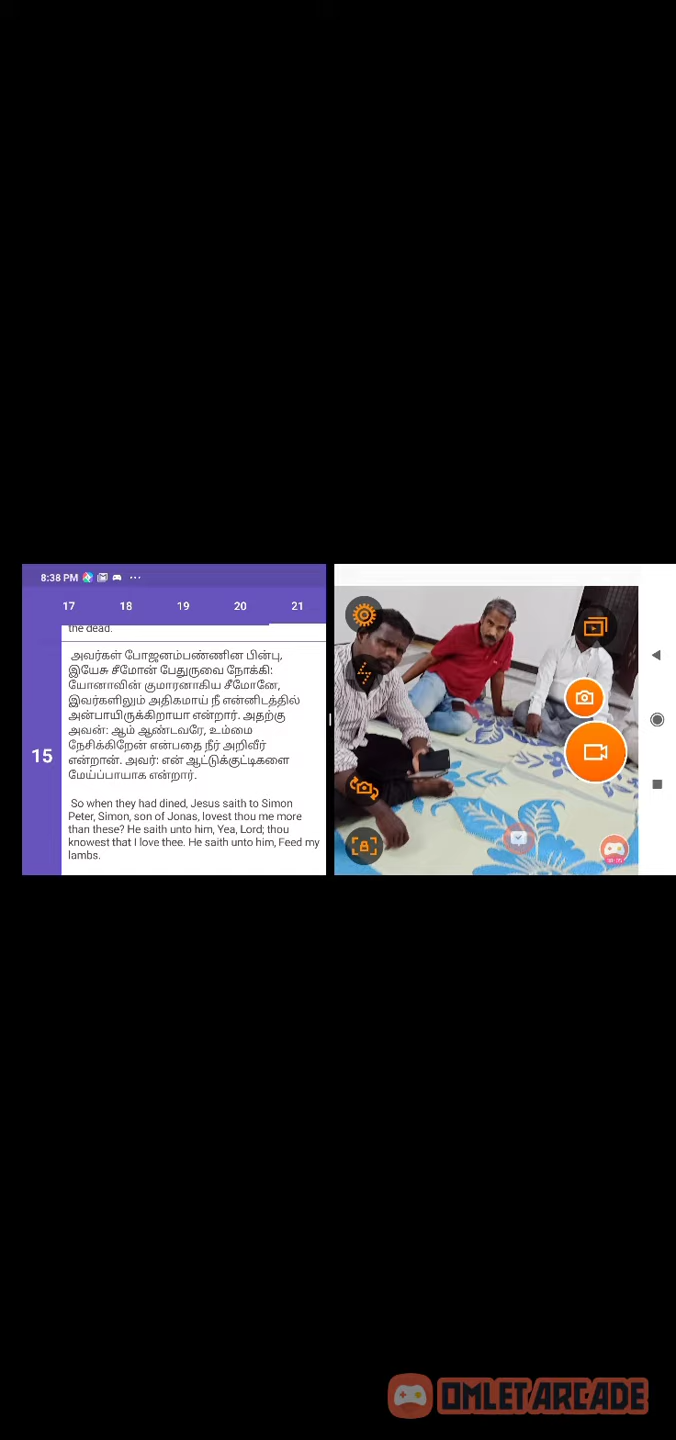 8:38 PM
17 18 19 20 21
the dead.
15
அவர்கள் போஜனம்பண்ணின பின்பு,
இயேசு சீமோன் பேதுருவை நோக்கி:
யோனாவின் குமாரனாகிய சீமோனே,
இவர்களிலும் அதிகமாய் நீ என்னிடத்தில்
அன்பாயிருக்கிறாயா என்றார். அதற்கு
அவன்: ஆம் ஆண்டவரே, உம்மை
நேசிக்கிறேன் என்பதை நீர் அறிவீர்
என்றான். அவர்: என் ஆட்டுக்குட்டிகளை
மேய்ப்பாயாக என்றார்.
So when they had dined, Jesus saith to Simon
Peter, Simon, son of Jonas, lovest thou me more
than these? He saith unto him, Yea, Lord; thou
knowest that I love thee. He saith unto him, Feed my
lambs.
OMLET ARCADE